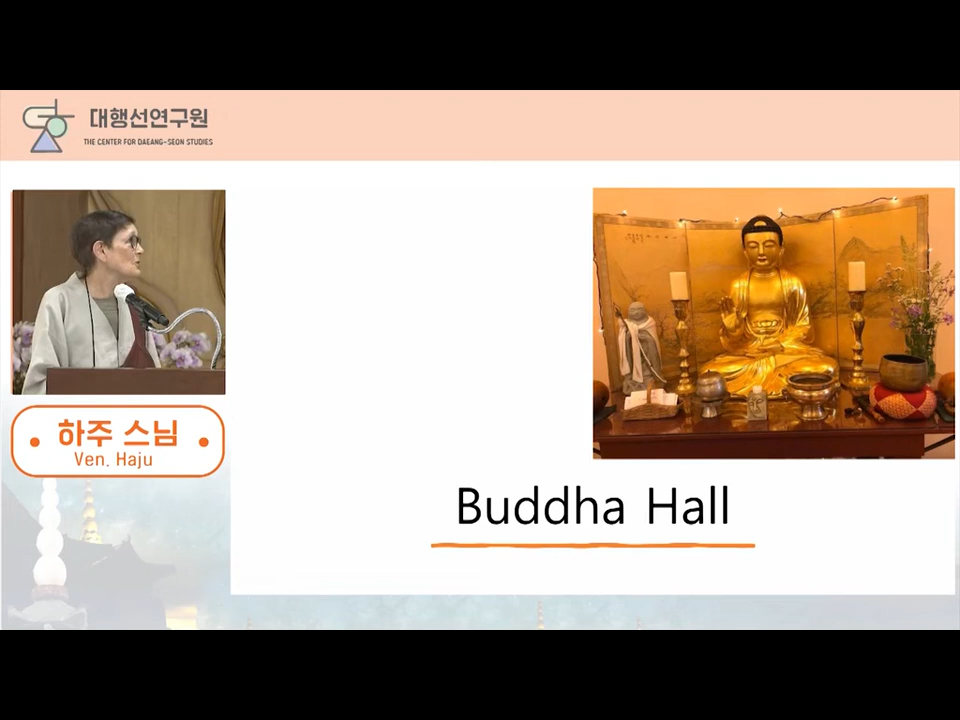 대행선연구원
THE CENTER FOR DAEANG-SEON STUDIES
하주 스님
Ven. Haju
Buddha Hall